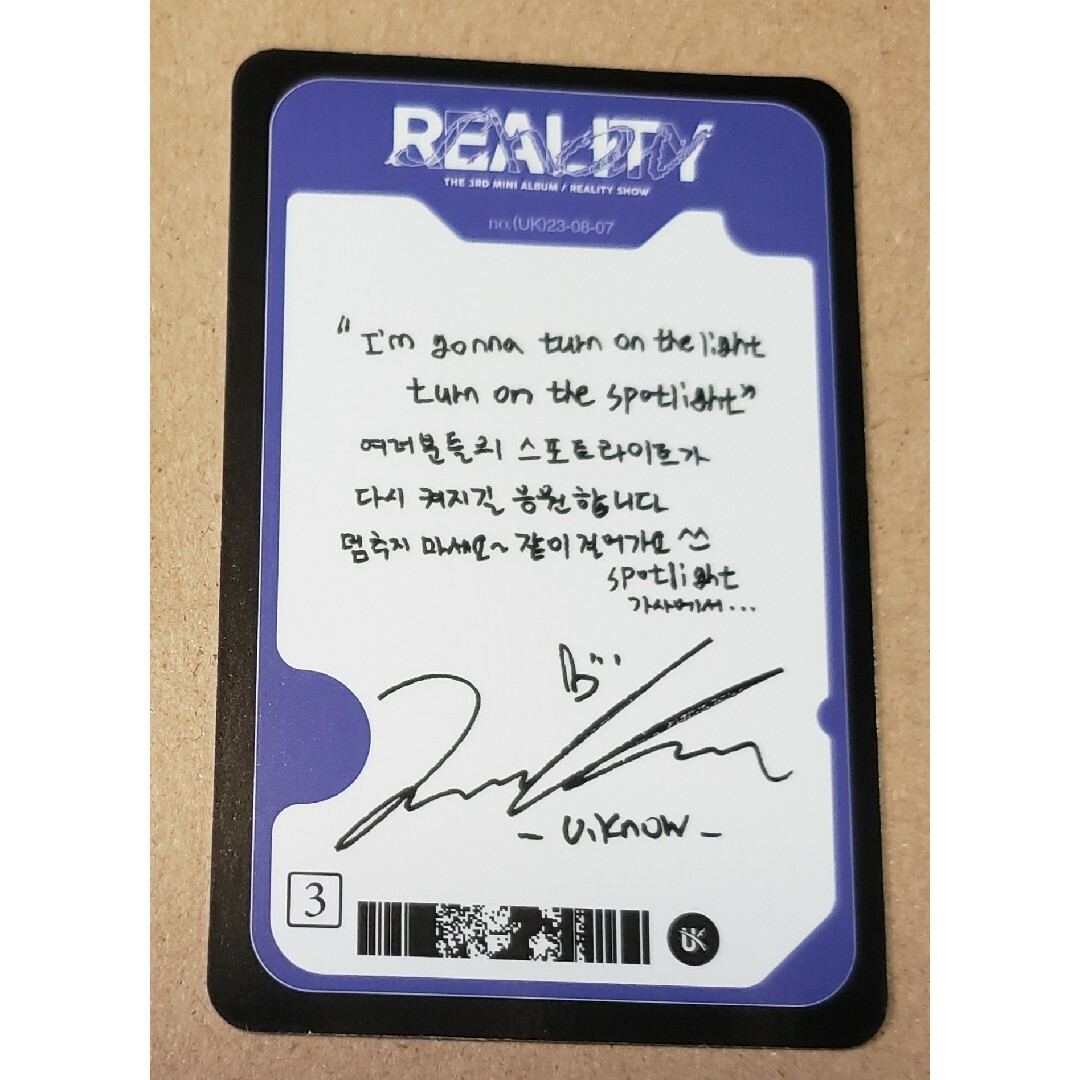 REALITY
THE 3RD MINI ALBUM / REALITY SHOW
no.(UK)23-08-07
“I'm gonna turn on the light
turn on the spotlight”
여러분들의 스포트라이트가
다시 켜지길 응원합니다
멈추지 마세요~ 같이 걸어가요 ^^
spotlight
가사에서...
- U.Know -
3
UK